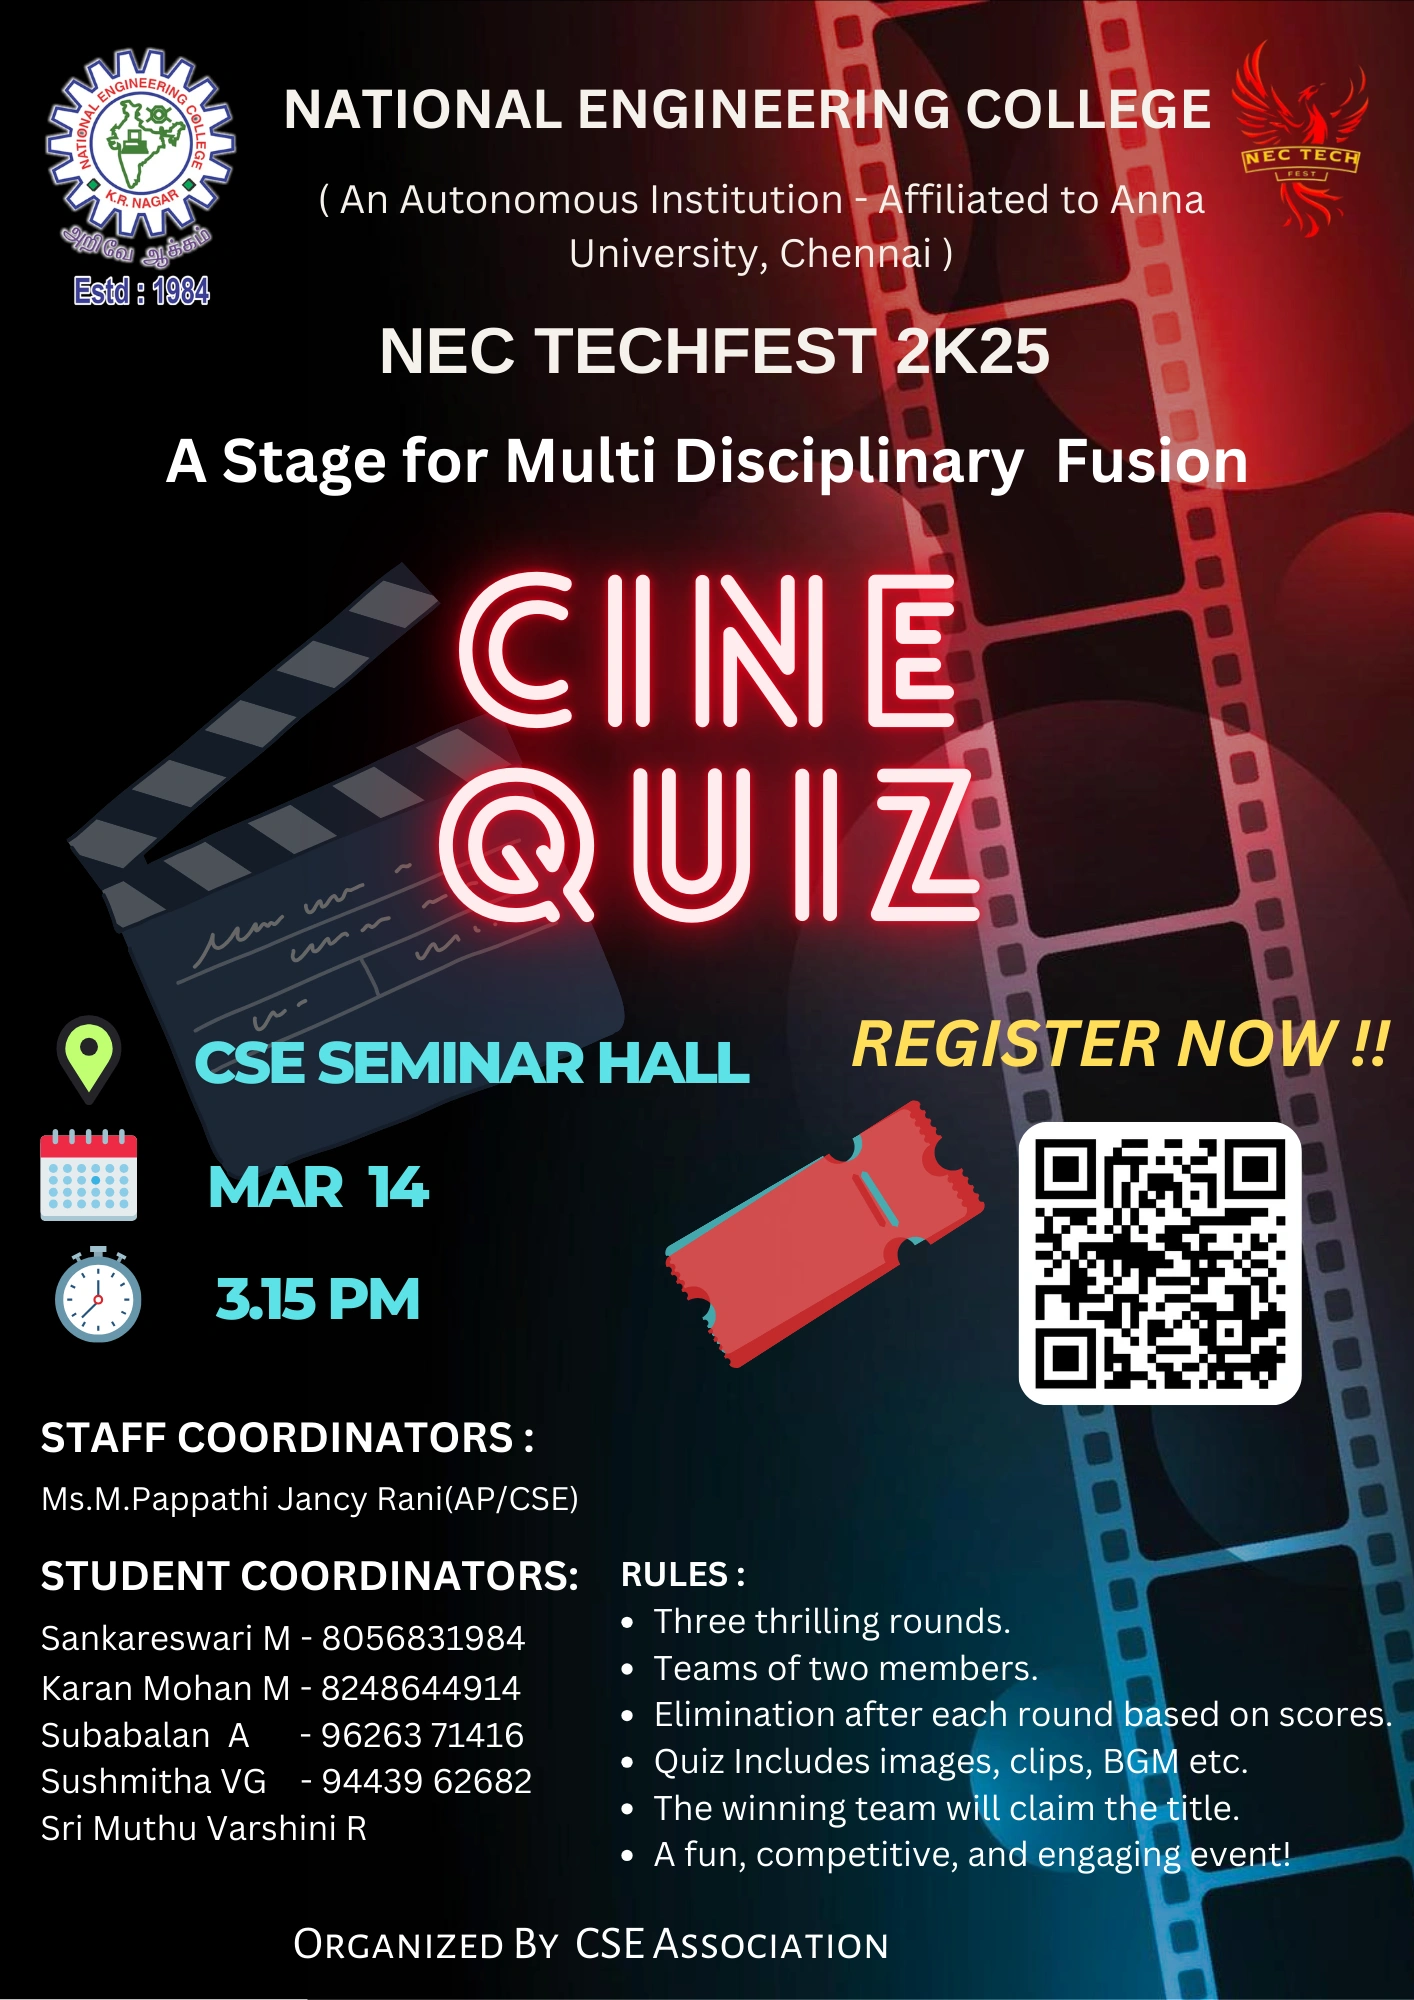 NATIONAL ENGINEERING COLLEGE
K.R. NAGAR
அறிவே ஆக்கம்
Estd : 1984
NATIONAL ENGINEERING COLLEGE
( An Autonomous Institution - Affiliated to Anna
University, Chennai )
NEC TECH
FEST
NEC TECHFEST 2K25
A Stage for Multi Disciplinary Fusion
CINE
QUIZ
CSE SEMINAR HALL
MAR 14
3.15 PM
REGISTER NOW !!
STAFF COORDINATORS :
Ms.M.Pappathi Jancy Rani(AP/CSE)
STUDENT COORDINATORS:
Sankareswari M - 8056831984
Karan Mohan M - 8248644914
Subabalan A - 96263 71416
Sushmitha VG - 94439 62682
Sri Muthu Varshini R
RULES :
• Three thrilling rounds.
• Teams of two members.
• Elimination after each round based on scores.
• Quiz Includes images, clips, BGM etc.
• The winning team will claim the title.
• A fun, competitive, and engaging event!
ORGANIZED BY CSE ASSOCIATION